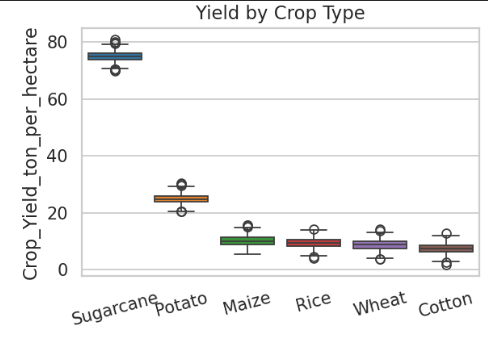 Yield by Crop Type
Crop_Yield_ton_per_hectare
80
60
40
20
0
Sugarcane Potato Maize Rice Wheat Cotton